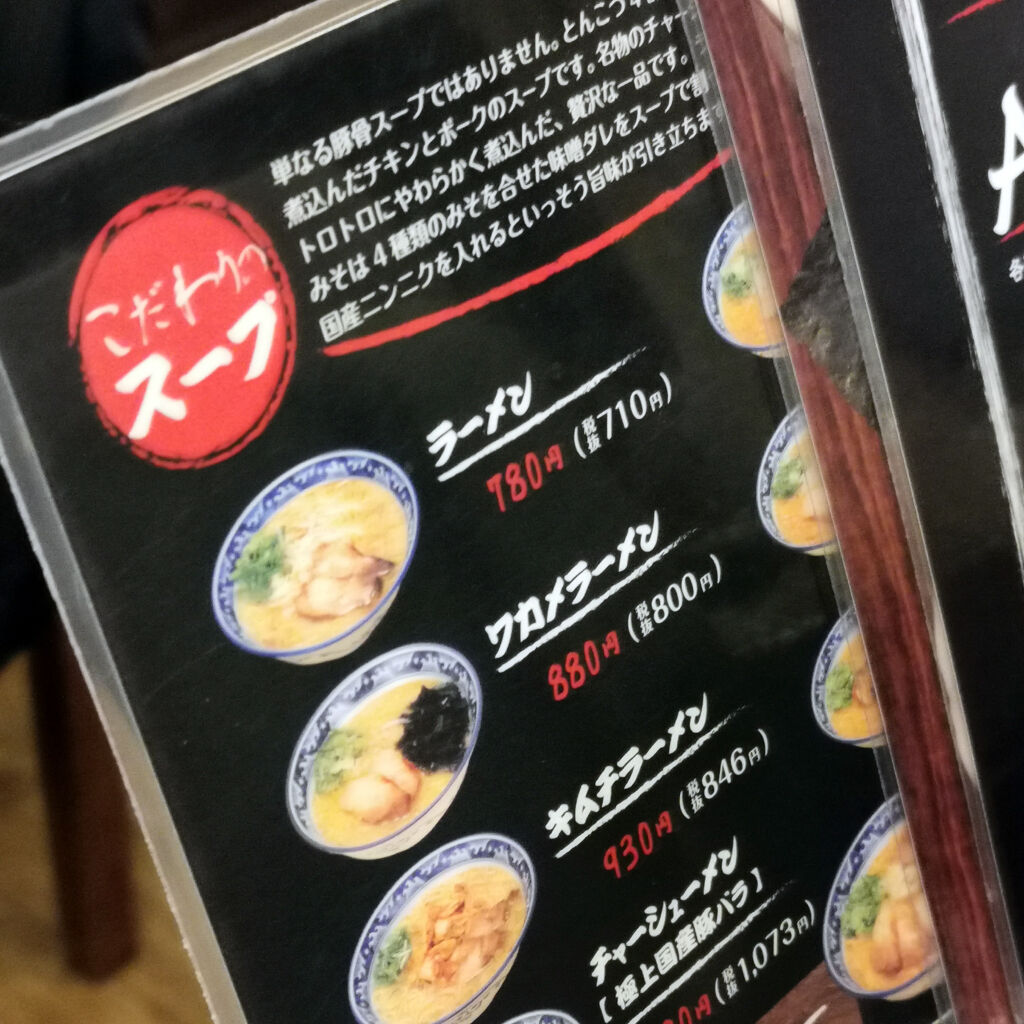 こだわりの
スープ
単なる豚骨スープではありません。とんこつ
煮込んだチキンとポークのスープです。名物のチャー
トロトロにやわらかく煮込んだ、贅沢な一品です。
みそは4種類のみそを合せた味噌ダレをスープで割
国産ニンニクを入れるといっそう旨味が引き立ちます
ラーメン
780円(税抜710円)
ワカメラーメン
880円(税抜800円)
キムチラーメン
930円(税抜846円)
チャーシューメン
【極上国産豚バラ】
80円(税抜1,073円)
A
各